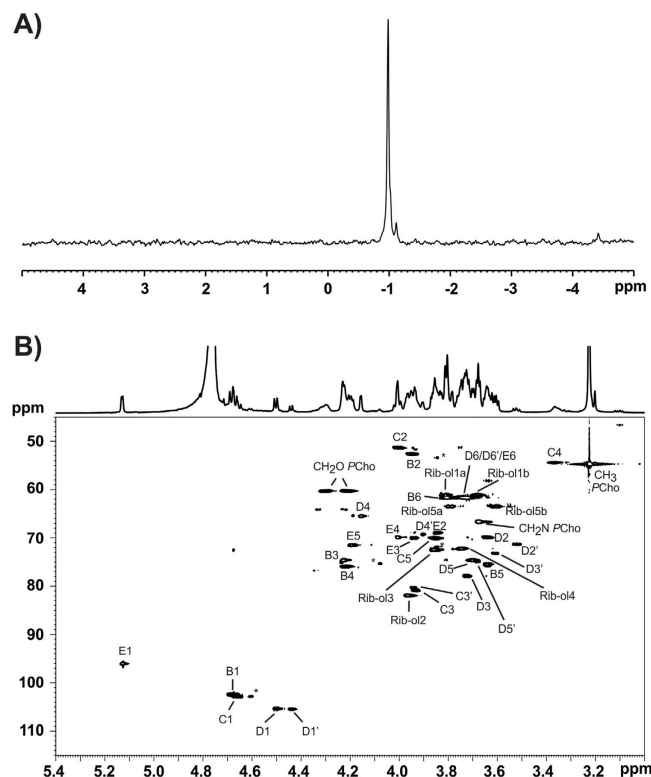 A)
4 3 2 1 0 -1 -2 -3 -4 ppm
B)
ppm
50
60
70
80
90
100
110
C2
B2
D6/D6'/E6
C4
CH2O PCho
Rib-ol1a
Rib-ol1b
CH3
PCho
B6
Rib-ol5a
Rib-ol5b
D4
CH2N PCho
E5
E4
D4'
E2
D2
D2'
E3
C5
B3
B4
D5
B5
D3'
Rib-ol3
C3'
Rib-ol4
C3
D3
D5'
Rib-ol2
E1
B1
C1
D1
D1'
*
*
*
5.4 5.2 5.0 4.8 4.6 4.4 4.2 4.0 3.8 3.6 3.4 3.2 ppm